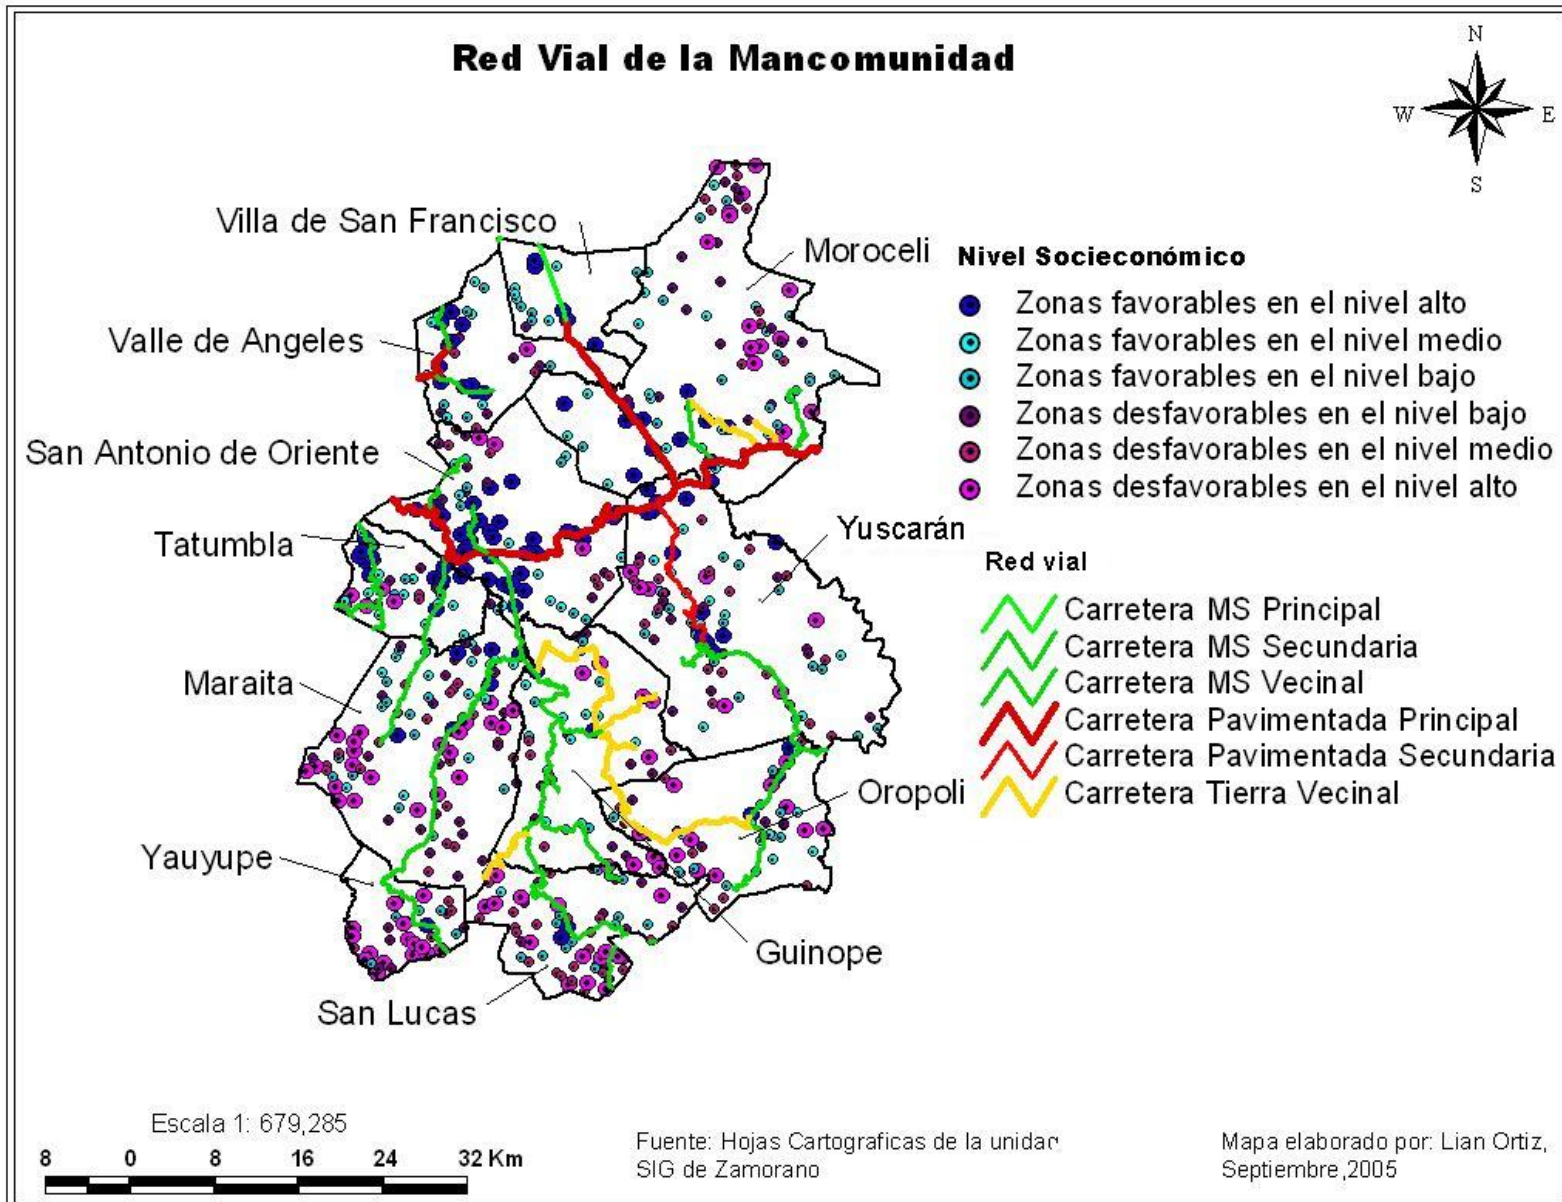 Red Vial de la Mancomunidad
N
W
E
S
Villa de San Francisco
Moroceli
Valle de Angeles
San Antonio de Oriente
Tatumbla
Yuscarán
Maraita
Oropoli
Yauyupe
Guinope
San Lucas
Nivel Socieconómico
Zonas favorables en el nivel alto
Zonas favorables en el nivel medio
Zonas favorables en el nivel bajo
Zonas desfavorables en el nivel bajo
Zonas desfavorables en el nivel medio
Zonas desfavorables en el nivel alto
Red vial
Carretera MS Principal
Carretera MS Secundaria
Carretera MS Vecinal
Carretera Pavimentada Principal
Carretera Pavimentada Secundaria
Carretera Tierra Vecinal
Escala 1: 679,285
8 0 8 16 24 32 Km
Fuente: Hojas Cartograficas de la unidad
SIG de Zamorano
Mapa elaborado por: Lian Ortiz,
Septiembre,2005